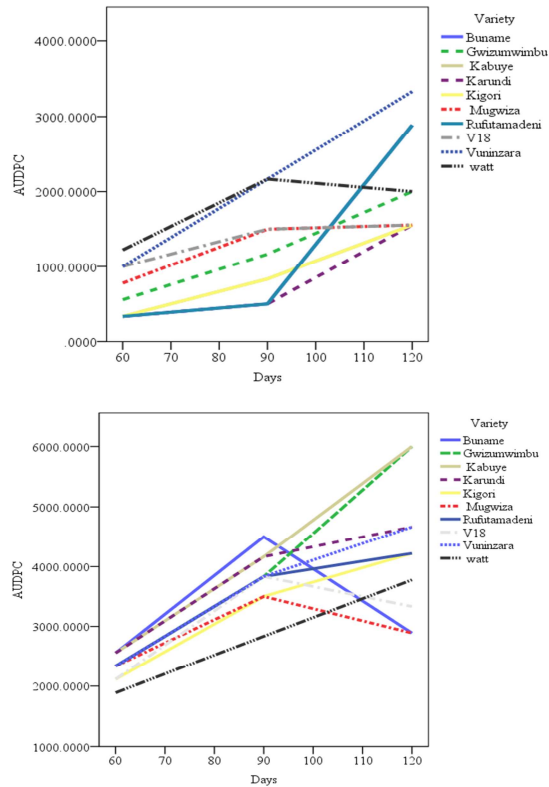 Variety
Buname
Gwizumwimbu
Kabuye
Karundi
Kigori
Mugwiza
Rufutamadeni
V18
Vuninzara
watt
AUDPC
4000.0000
3000.0000
2000.0000
1000.0000
.0000
60 70 80 90 100 110 120
Days
Variety
Buname
Gwizumwimbu
Kabuye
Karundi
Kigori
Mugwiza
Rufutamadeni
V18
Vuninzara
watt
AUDPC
6000.0000
5000.0000
4000.0000
3000.0000
2000.0000
1000.0000
60 70 80 90 100 110 120
Days